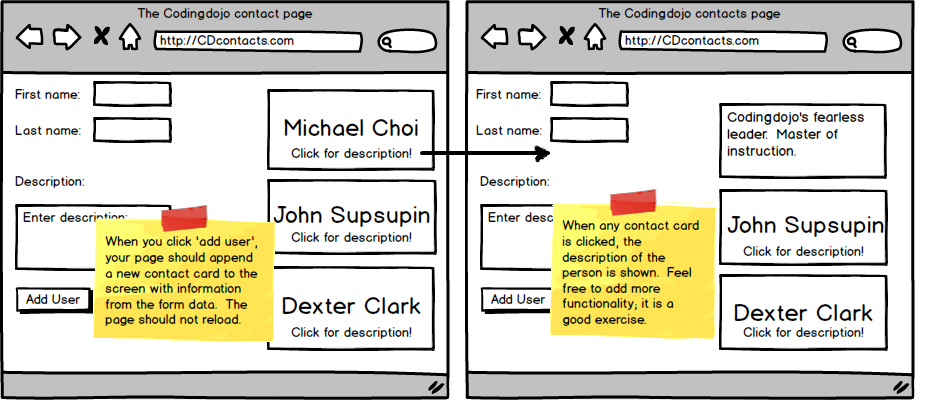 The Codingdojo contact page
http://CDcontacts.com
First name:
Last name:
Description:
Enter description:
Add User
When you click 'add user',
your page should append
a new contact card to the
screen with information
from the form data. The
page should not reload.
Michael Choi
Click for description!
John Supsupin
Click for description!
Dexter Clark
Click for description!
The Codingdojo contacts page
http://CDcontacts.com
First name:
Last name:
Description:
Enter desc
Add User
When any contact card
is clicked, the
description of the
person is shown. Feel
free to add more
functionality; it is a
good exercise.
Codingdojo's fearless
leader. Master of
instruction.
John Supsupin
Click for description!
Dexter Clark
Click for description!